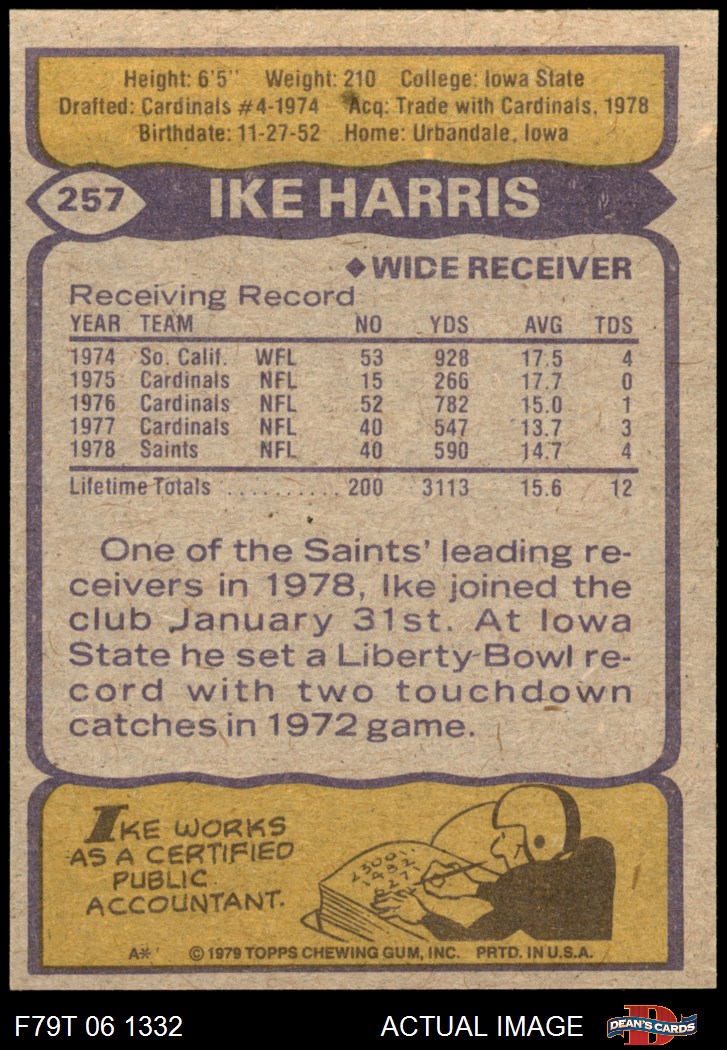 Height: 6'5" Weight: 210 College: Iowa State
Drafted: Cardinals #4-1974 Acq: Trade with Cardinals, 1978
Birthdate: 11-27-52 Home: Urbandale, Iowa
257 IKE HARRIS
◆ WIDE RECEIVER
Receiving Record
YEAR TEAM NO YDS AVG TDS
1974 So. Calif. WFL 53 928 17.5 4
1975 Cardinals NFL 15 266 17.7 0
1976 Cardinals NFL 52 782 15.0 1
1977 Cardinals NFL 40 547 13.7 3
1978 Saints NFL 40 590 14.7 4
Lifetime Totals .......... 200 3113 15.6 12
One of the Saints' leading re-
ceivers in 1978, Ike joined the
club January 31st. At Iowa
State he set a Liberty-Bowl re-
cord with two touchdown
catches in 1972 game.
IKE WORKS
AS A CERTIFIED
PUBLIC
ACCOUNTANT.
A* © 1979 TOPPS CHEWING GUM, INC. PRTD. IN U.S.A.
F79T 06 1332 ACTUAL IMAGE DEAN'S CARDS